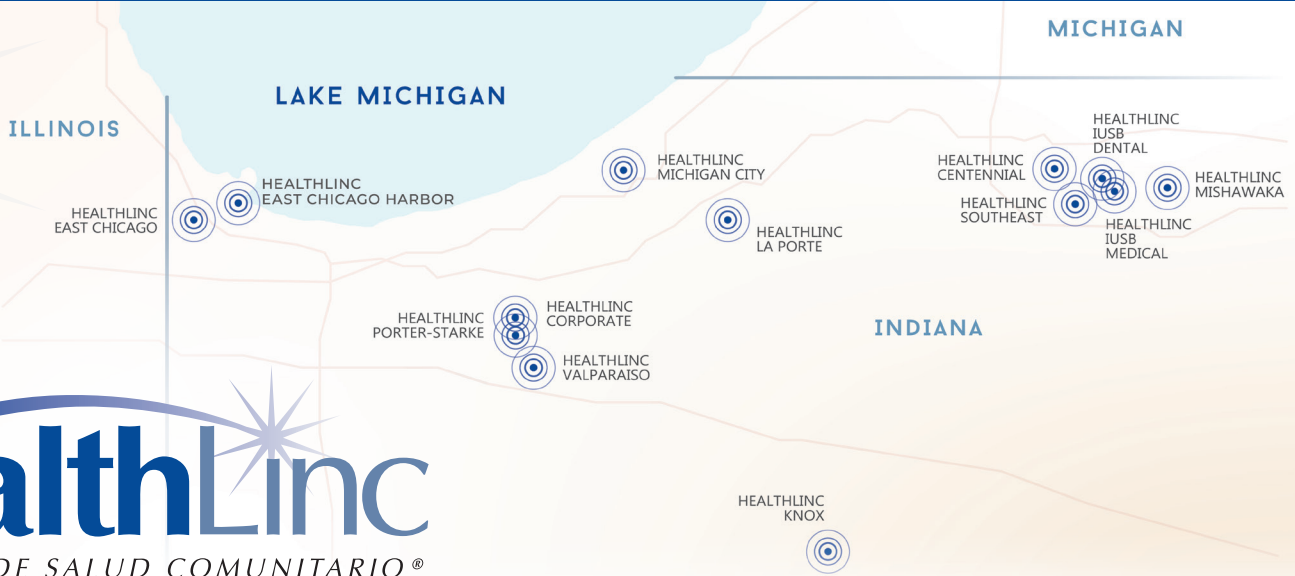 MICHIGAN
LAKE MICHIGAN
ILLINOIS
HEALTHLINC
IUSB
DENTAL
HEALTHLINC
CENTENNIAL
HEALTHLINC
MICHIGAN CITY
HEALTHLINC
MISHAWAKA
HEALTHLINC
EAST CHICAGO HARBOR
HEALTHLINC
SOUTHEAST
HEALTHLINC
EAST CHICAGO
HEALTHLINC
LA PORTE
HEALTHLINC
IUSB
MEDICAL
HEALTHLINC
CORPORATE
HEALTHLINC
PORTER-STARKE
INDIANA
HEALTHLINC
VALPARAISO
althLinc
DE SALUD COMUNITARIO®
HEALTHLINC
KNOX